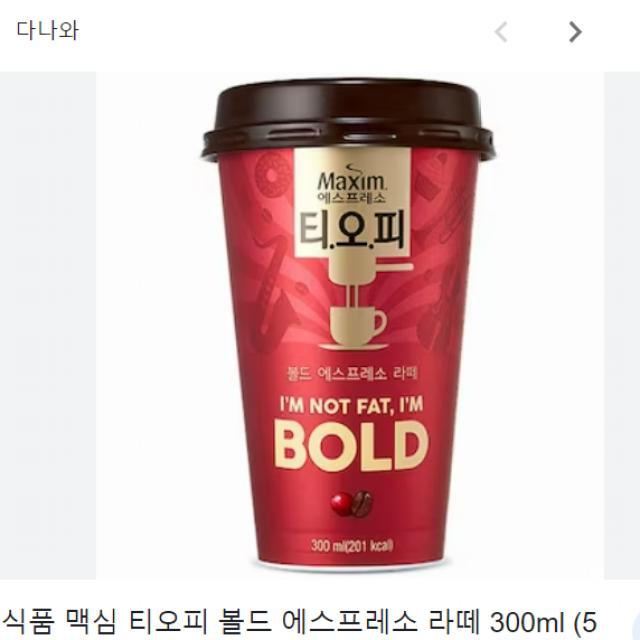 다나와
Maxim.
에스프레소
티.오.피
볼드 에스프레소 라떼
I'M NOT FAT, I'M
BOLD
300 ml(201 kcal)
식품 맥심 티오피 볼드 에스프레소 라떼 300ml (5